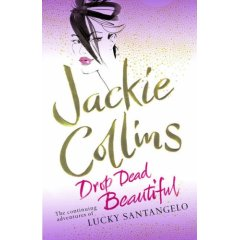 Jackie
Collins
Drop Dead
Beautiful
The continuing
adventures of
LUCKY SANTANGELO